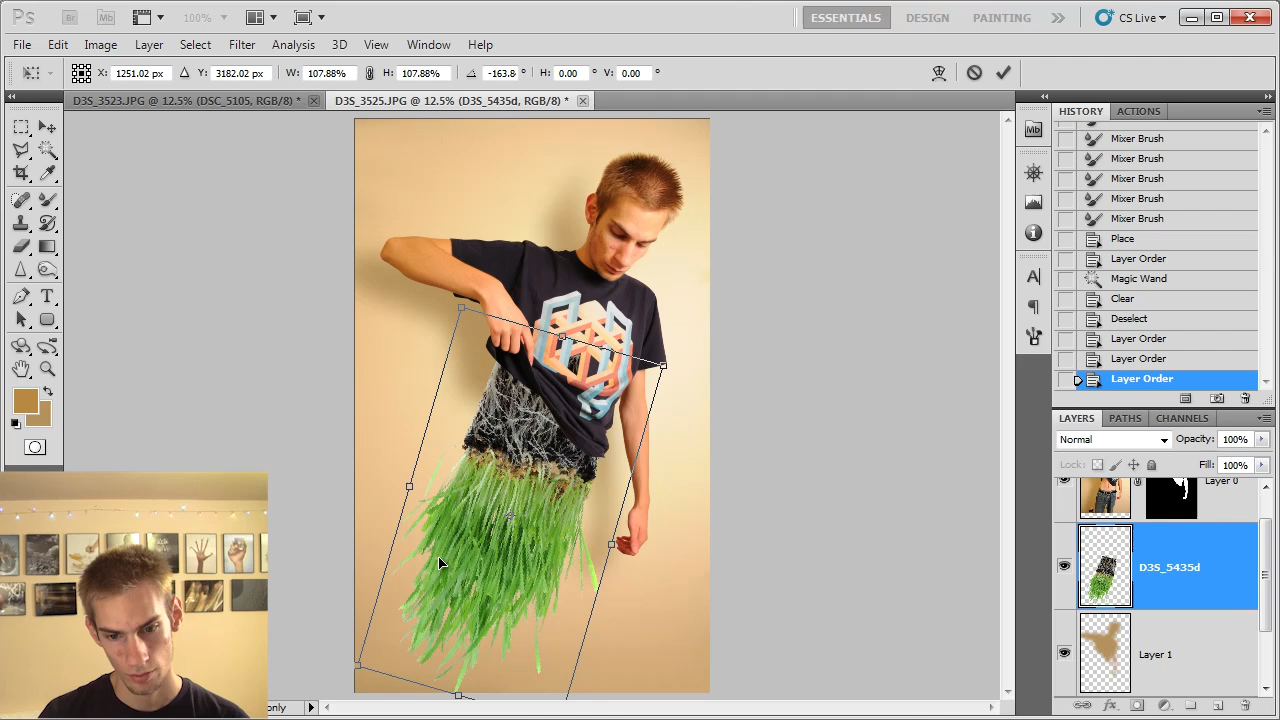 Ps Br Mb 100% ESSENTIALS DESIGN PAINTING CS Live
File Edit Image Layer Select Filter Analysis 3D View Window Help
X: 1251.02 px Y: 3182.02 px W: 107.88% H: 107.88% -163.8 ° H: 0.00 ° V: 0.00 °
D3S_3523.JPG @ 12.5% (DSC_5105, RGB/8) * D3S_3525.JPG @ 12.5% (D3S_5435d, RGB/8) *
HISTORY ACTIONS
Mb
Mixer Brush
Mixer Brush
Mixer Brush
Mixer Brush
Mixer Brush
Place
Layer Order
Magic Wand
Clear
Deselect
Layer Order
Layer Order
Layer Order
LAYERS PATHS CHANNELS
Normal Opacity: 100%
Lock: Fill: 100%
Layer 0
D3S_5435d
Layer 1
only